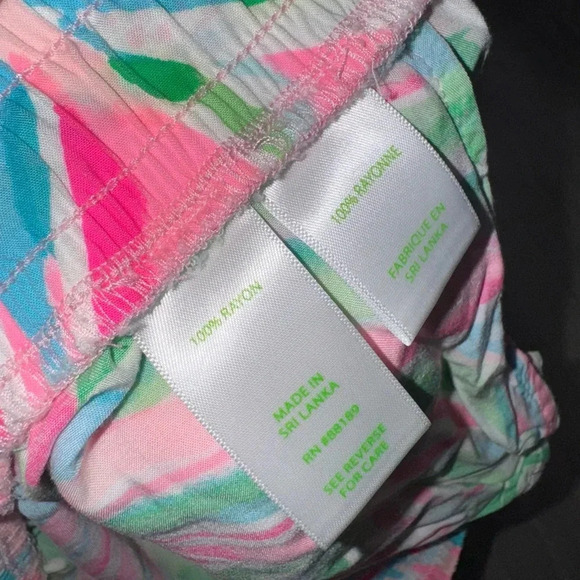 100% RAYON
MADE IN
SRI LANKA
RN #88189
SEE REVERSE
FOR CARE
100% RAYONNE
FABRIQUE EN
SRI LANKA